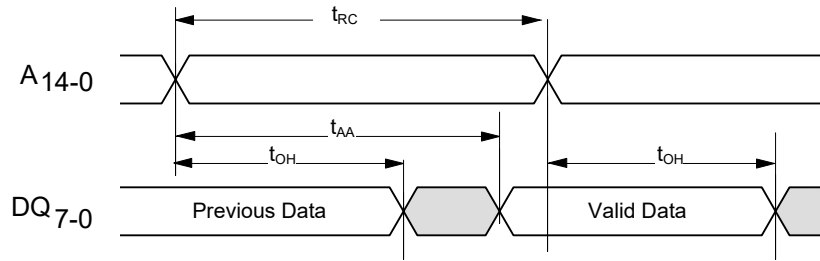 tRC
A14-0
tAA
tOH tOH
DQ7-0 Previous Data Valid Data